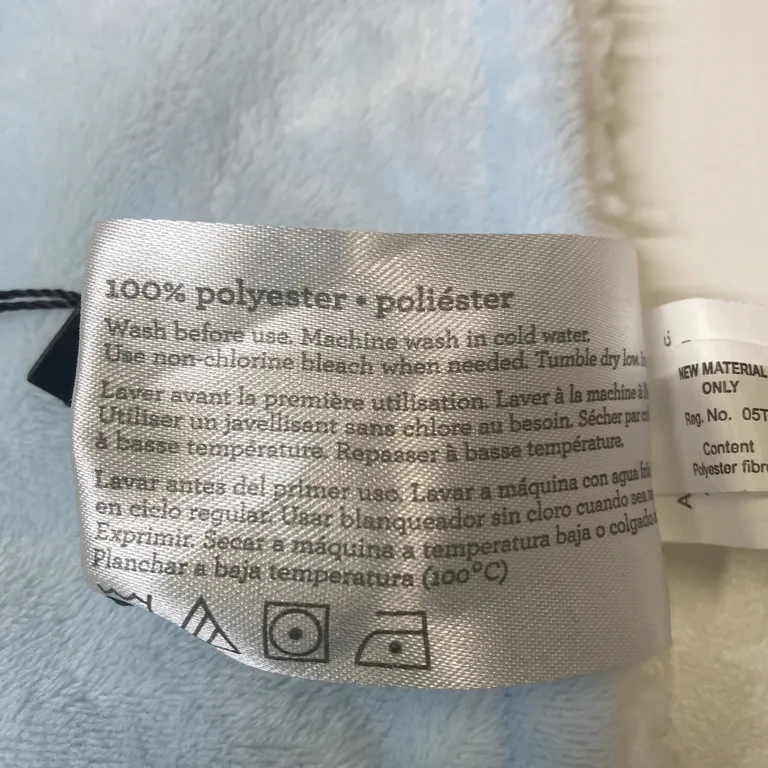 100% polyester • poliéster
Wash before use. Machine wash in cold water.
Use non-chlorine bleach when needed. Tumble dry low.
Laver avant la première utilisation. Laver à la machine à
Utiliser un javellisant sans chlore au besoin. Sécher par
à basse température. Repasser à basse température.
Lavar antes del primer uso. Lavar a máquina con agua
en ciclo regular. Usar blanqueador sin cloro cuando sea
Exprimir. Secar a máquina a temperatura baja o colgado
Planchar a baja temperatura (100°C)
NEW MATERIAL
ONLY
Reg. No. 05T
Content
Polyester fibre